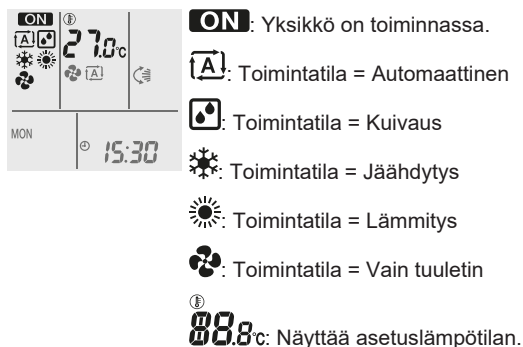 ON
A
27.0°C
A
MON
15:30
ON: Yksikkö on toiminnassa.
A: Toimintatila = Automaattinen
: Toimintatila = Kuivaus
: Toimintatila = Jäähdytys
: Toimintatila = Lämmitys
: Toimintatila = Vain tuuletin
88.8°C: Näyttää asetuslämpötilan.